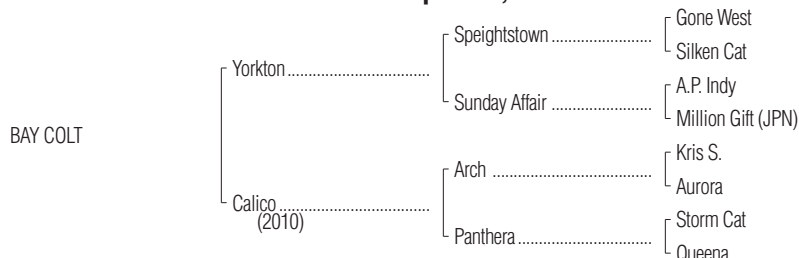 Gone West
Speightstown ..............................
Silken Cat
Yorkton ..........................................
A.P. Indy
Sunday Affair ..............................
Million Gift (JPN)
BAY COLT
Kris S.
Arch ................................................
Aurora
Calico .............................................
(2010)
Storm Cat
Panthera ........................................
Queena